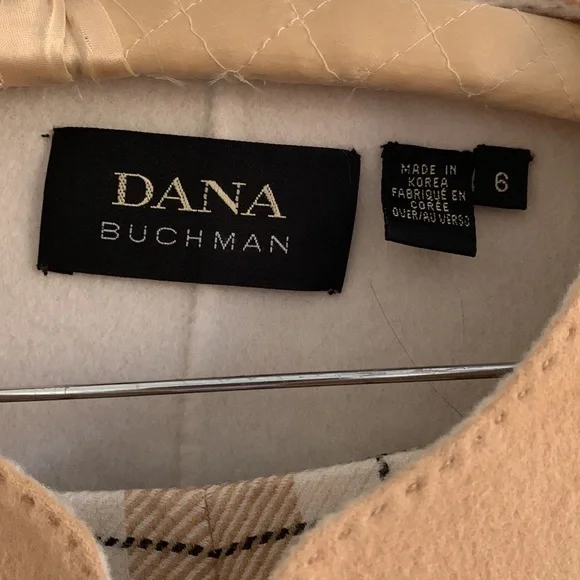 DANA
BUCHMAN
MADE IN
KOREA
FABRIQUÉ EN
CORÉE
OVER/AU VERSO
6